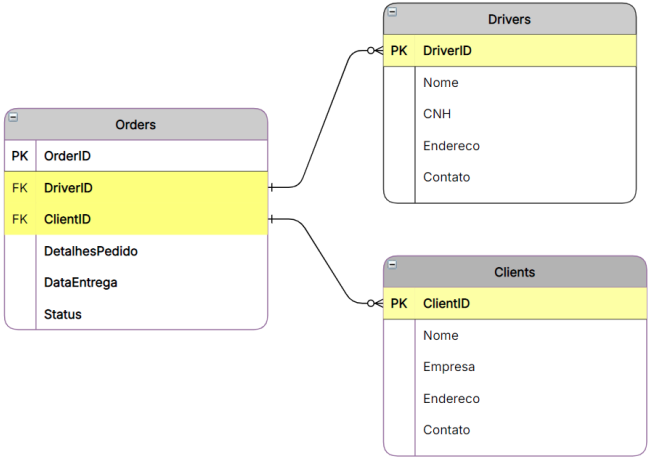 Drivers
PK DriverID
Nome
CNH
Endereco
Contato
Orders
PK OrderID
FK DriverID
FK ClientID
DetalhesPedido
DataEntrega
Status
Clients
PK ClientID
Nome
Empresa
Endereco
Contato